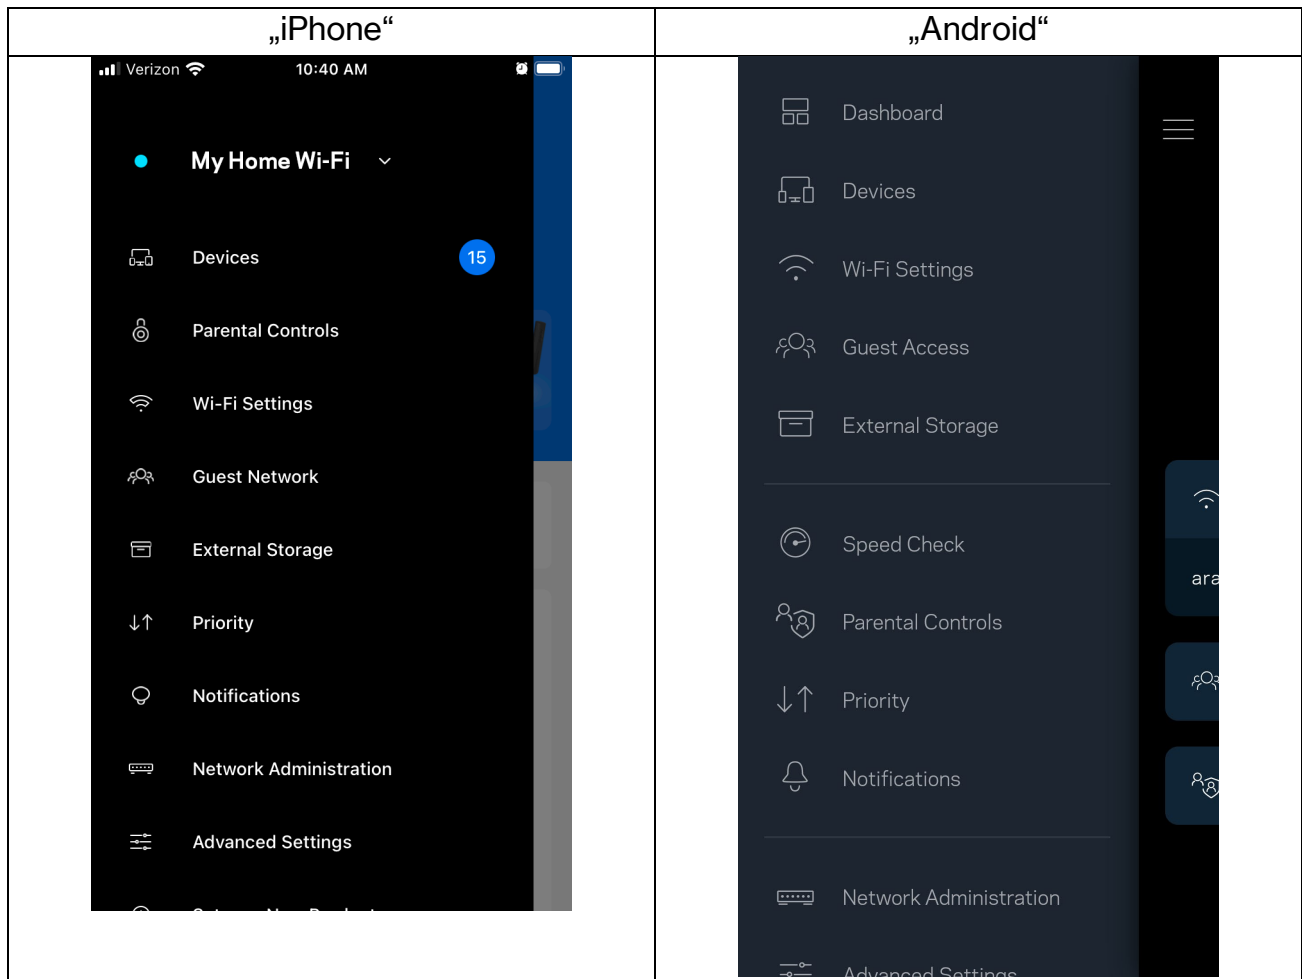 „iPhone“
„Android“
Verizon
10:40 AM
My Home Wi-Fi
Devices
15
Parental Controls
Wi-Fi Settings
Guest Network
External Storage
Priority
Notifications
Network Administration
Advanced Settings
Dashboard
Devices
Wi-Fi Settings
Guest Access
External Storage
Speed Check
Parental Controls
Priority
Notifications
Network Administration
Advanced Settings
ara